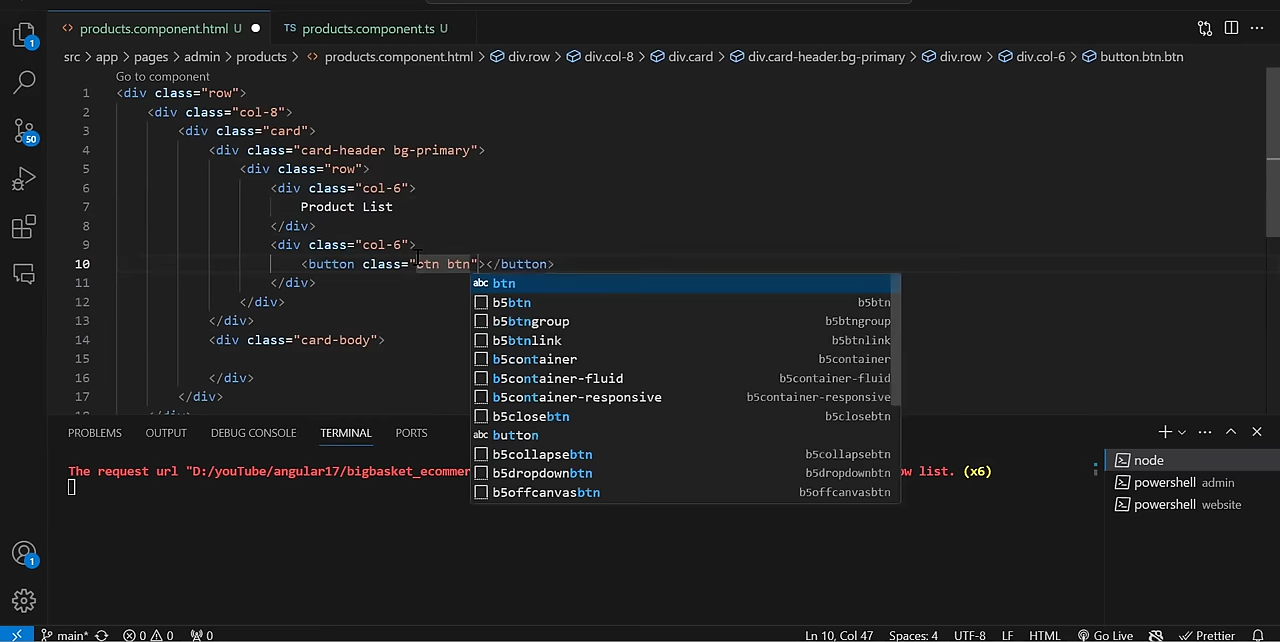 products.component.html U
TS products.component.ts U
src > app > pages > admin > products > products.component.html > div.row > div.col-8 > div.card > div.card-header.bg-primary > div.row > div.col-6 > button.btn.btn
Go to component
1 <div class="row">
2 <div class="col-8">
3 <div class="card">
4 <div class="card-header bg-primary">
5 <div class="row">
6 <div class="col-6">
7 Product List
8 </div>
9 <div class="col-6">
10 <button class="btn btn"></button>
11 </div>
12 </div>
13 </div>
14 <div class="card-body">
15
16 </div>
17 </div>
abc btn
b5btn b5btn
b5btngroup b5btngroup
b5btnlink b5btnlink
b5container b5container
b5container-fluid b5container-fluid
b5container-responsive b5container-responsive
b5closebtn b5closebtn
abc button
b5collapsebtn b5collapsebtn
b5dropdownbtn b5dropdownbtn
b5offcanvasbtn b5offcanvasbtn
1
50
1
PROBLEMS OUTPUT DEBUG CONSOLE TERMINAL PORTS
The request url "D:/youTube/angular17/bigbasket_ecommer
list. (x6)
node
powershell admin
powershell website
main* 0 0 0 Ln 10, Col 47 Spaces: 4 UTF-8 LF HTML Go Live Prettier